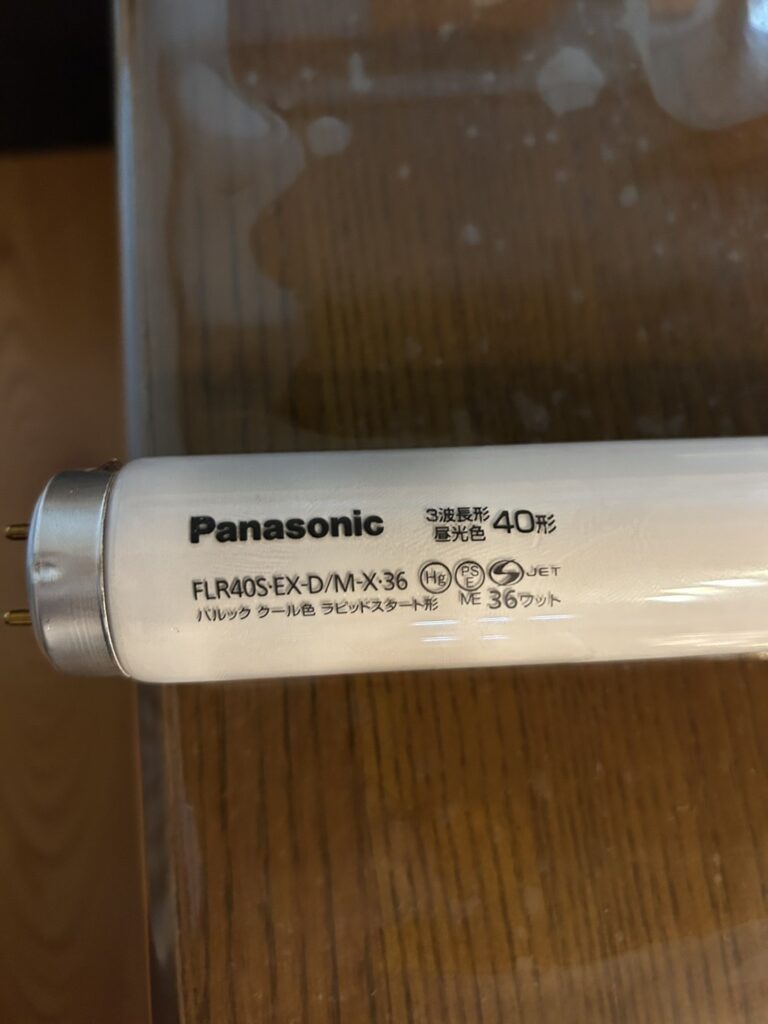 Panasonic
3波長形
昼光色 40形
FLR40S·EX-D/M-X·36 Hg PS E JET
パルック クール色 ラピッドスタート形 ME 36ワット